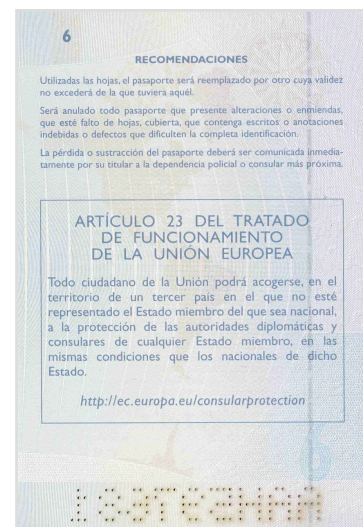 6
RECOMENDACIONES
Utilizadas las hojas, el pasaporte será reemplazado por otro cuya validez
no excederá de la que tuviera aquél.
Será anulado todo pasaporte que presente alteraciones o enmiendas,
que esté falto de hojas, cubierta, que contenga escritos o anotaciones
indebidas o defectos que dificulten la completa identificación.
La pérdida o sustracción del pasaporte deberá ser comunicada inmedia-
tamente por su titular a la dependencia policial o consular más próxima.
ARTÍCULO 23 DEL TRATADO
DE FUNCIONAMIENTO
DE LA UNIÓN EUROPEA
Todo ciudadano de la Unión podrá acogerse, en el
territorio de un tercer país en el que no esté
representado el Estado miembro del que sea nacional,
a la protección de las autoridades diplomáticas y
consulares de cualquier Estado miembro, en las
mismas condiciones que los nacionales de dicho
Estado.
http://ec.europa.eu/consularprotection